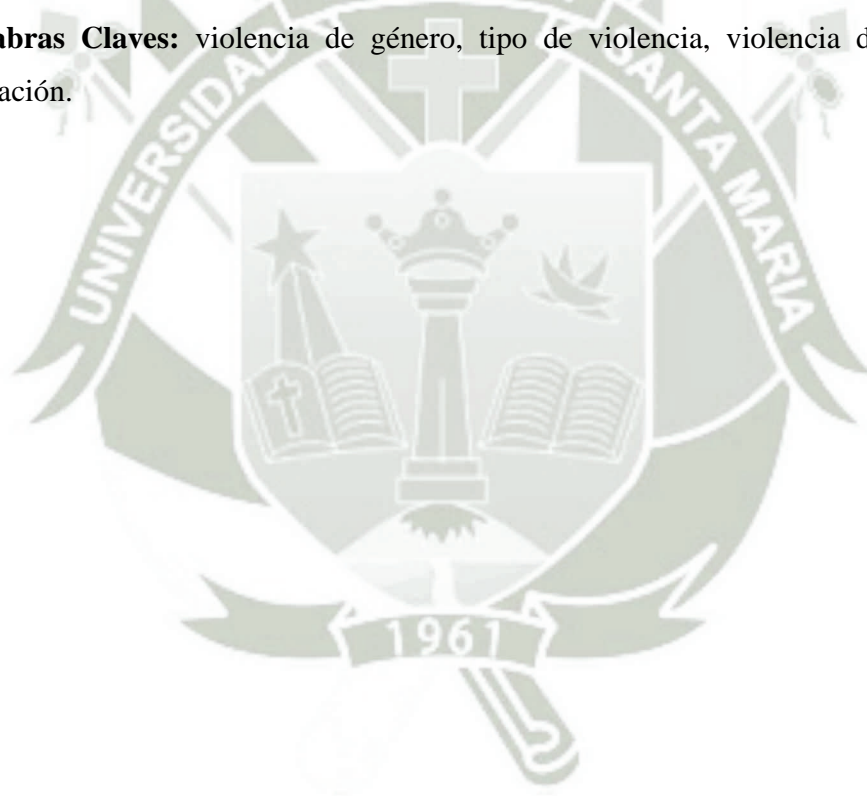 abras Claves: violencia de género, tipo de violencia, violencia d
ación.
UNIVERSIDAD SANTA MARIA
1961